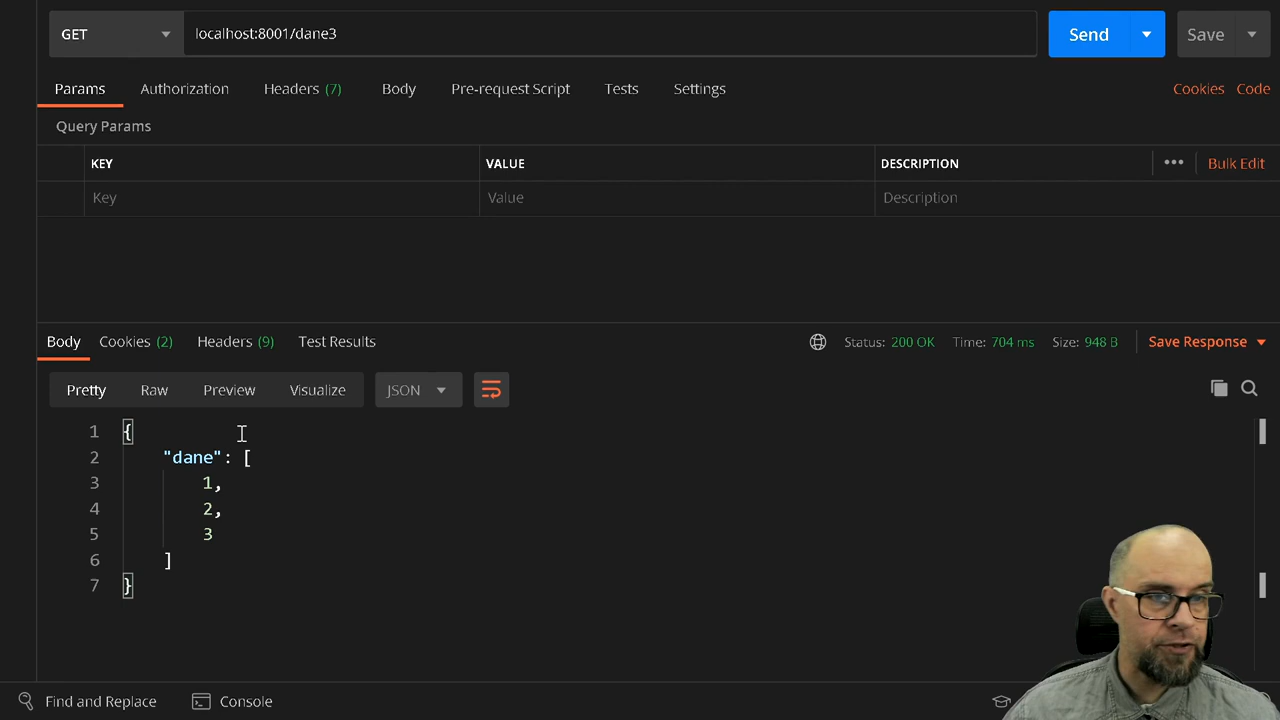 GET localhost:8001/dane3 Send Save
Params Authorization Headers (7) Body Pre-request Script Tests Settings Cookies Code
Query Params
KEY VALUE DESCRIPTION ••• Bulk Edit
Key Value Description
Body Cookies (2) Headers (9) Test Results Status: 200 OK Time: 704 ms Size: 948 B Save Response
Pretty Raw Preview Visualize JSON
1 {
2 "dane": [
3 1,
4 2,
5 3
6 ]
7 }
Find and Replace Console